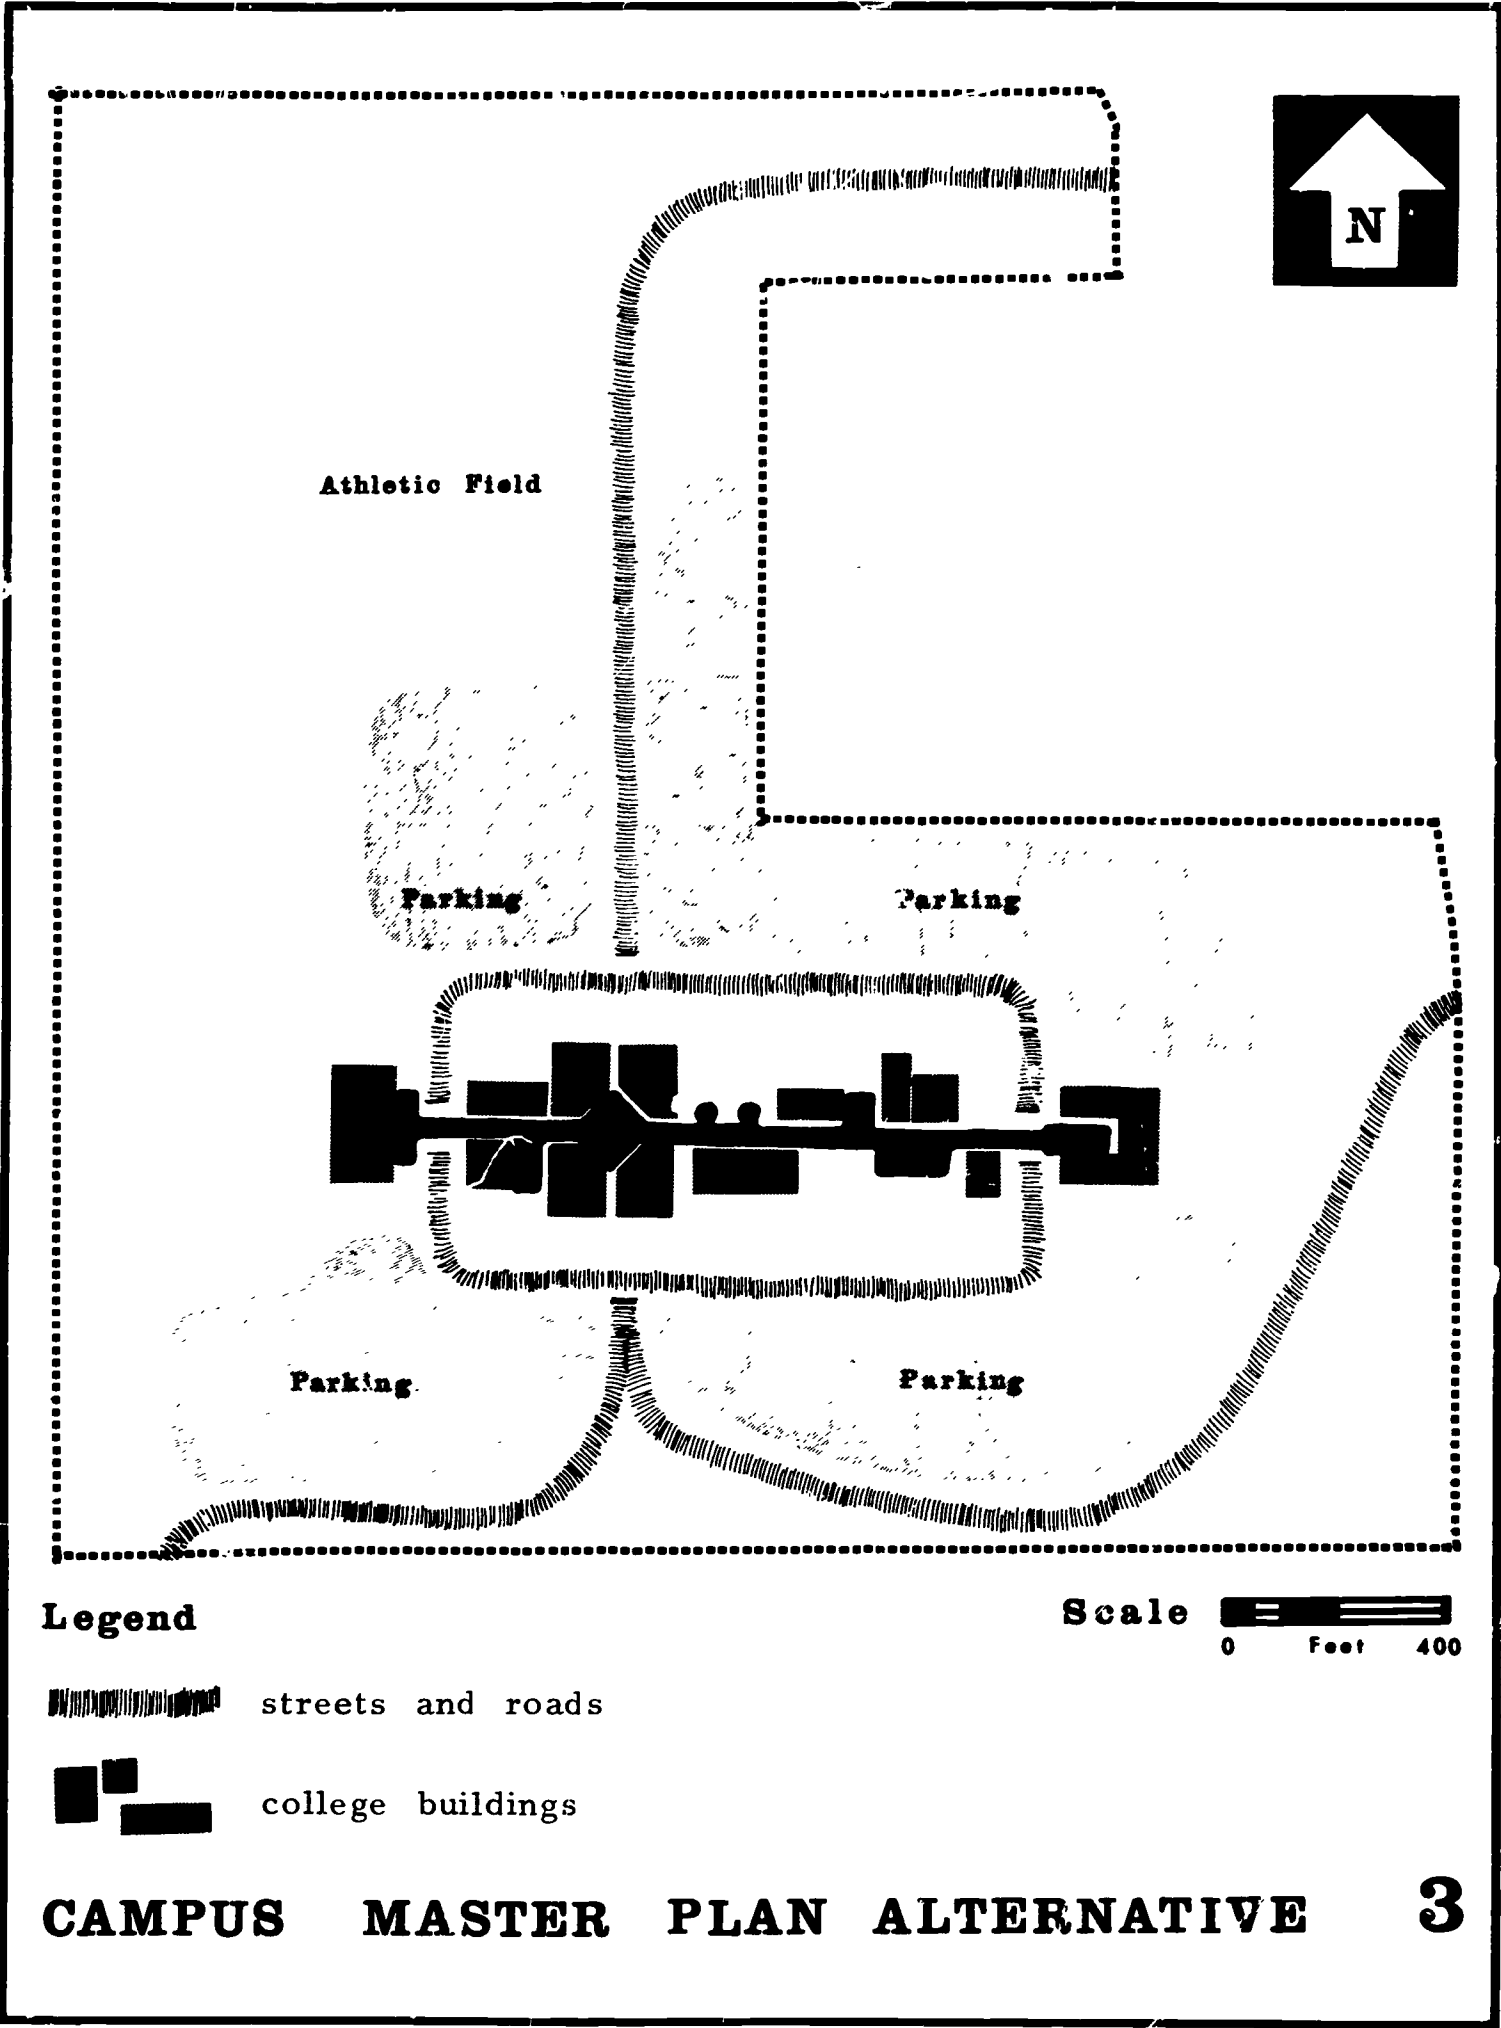 N
Athletic Field
Parking Parking
Parking Parking
Legend
Scale
0 Feet 400
streets and roads
college buildings
CAMPUS MASTER PLAN ALTERNATIVE 3